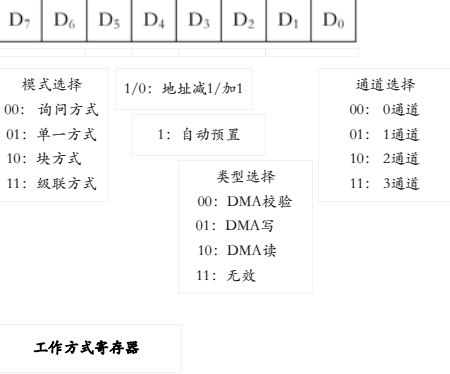 D7 D6 D5 D4 D3 D2 D1 D0
模式选择
00: 询问方式
01: 单一方式
10: 块方式
11: 级联方式
1/0: 地址减1/加1
1: 自动预置
类型选择
00: DMA校验
01: DMA写
10: DMA读
11: 无效
通道选择
00: 0通道
01: 1通道
10: 2通道
11: 3通道
工作方式寄存器